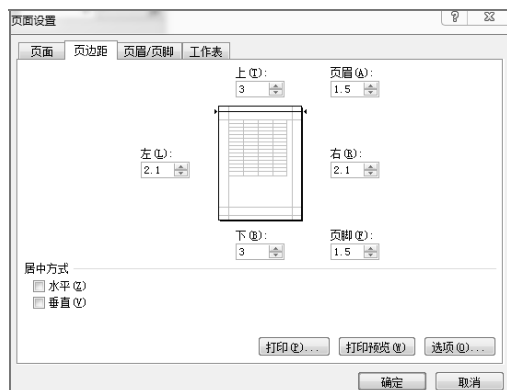 页面设置
页面 页边距 页眉/页脚 工作表
上(T): 页眉(A):
3 1.5
左(L): 右(R):
2.1 2.1
下(B): 页脚(F):
3 1.5
居中方式
水平(Z)
垂直(V)
打印(P)... 打印预览(W) 选项(O)...
确定 取消